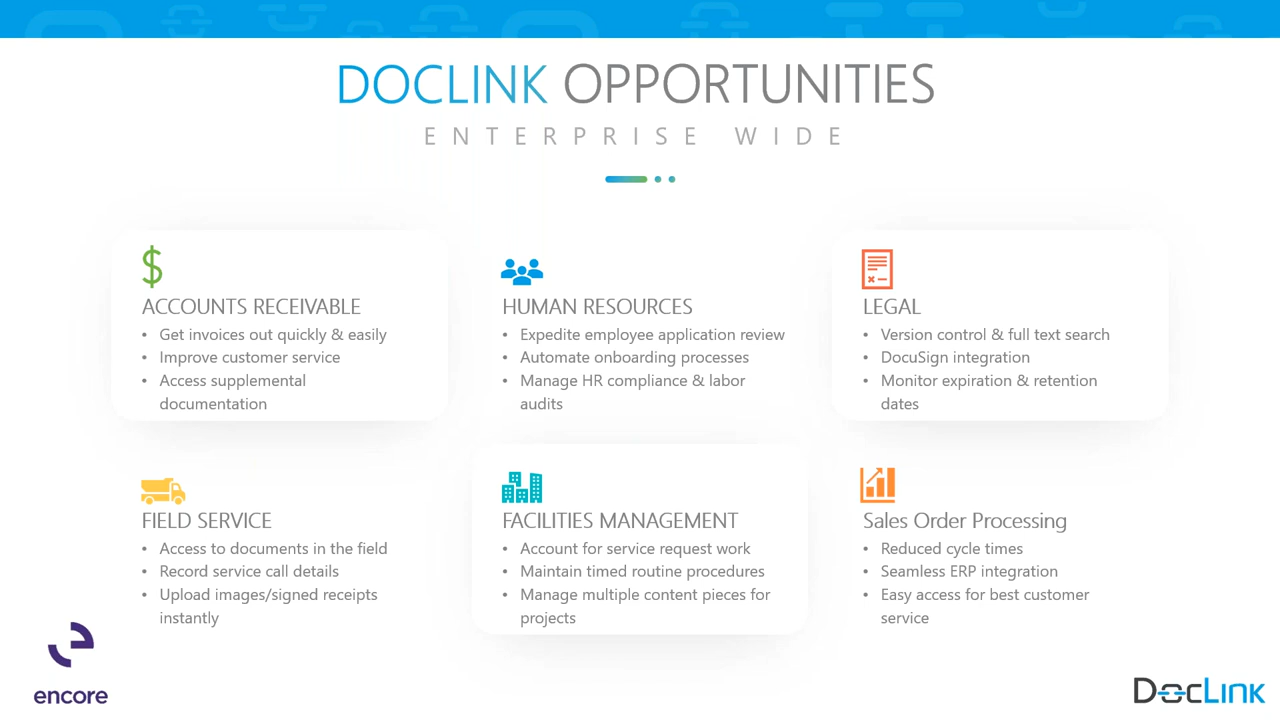 DOCLINK OPPORTUNITIES
ENTERPRISE WIDE
ACCOUNTS RECEIVABLE
• Get invoices out quickly & easily
• Improve customer service
• Access supplemental
documentation
HUMAN RESOURCES
• Expedite employee application review
• Automate onboarding processes
• Manage HR compliance & labor
audits
LEGAL
• Version control & full text search
• DocuSign integration
• Monitor expiration & retention
dates
FIELD SERVICE
• Access to documents in the field
• Record service call details
• Upload images/signed receipts
instantly
FACILITIES MANAGEMENT
• Account for service request work
• Maintain timed routine procedures
• Manage multiple content pieces for
projects
Sales Order Processing
• Reduced cycle times
• Seamless ERP integration
• Easy access for best customer
service
encore
DocLink